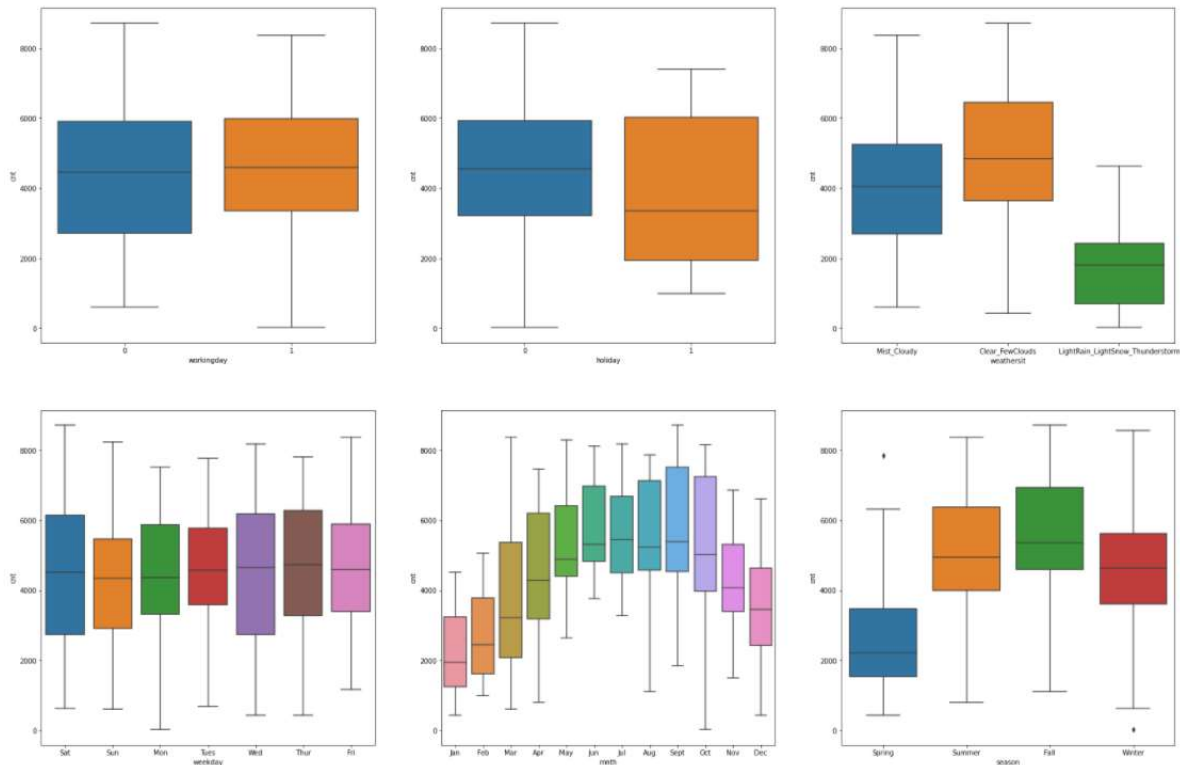 8000
6000
4000
2000
0
cnt
0 1
workingday
8000
6000
4000
2000
0
cnt
0 1
holiday
8000
6000
4000
2000
0
cnt
Mist_Cloudy Clear_FewClouds LightRain_LightSnow_Thunderstorm
weathersit
8000
6000
4000
2000
0
cnt
Sat Sun Mon Tues Wed Thur Fri
weekday
8000
6000
4000
2000
0
cnt
Jan Feb Mar Apr May Jun Jul Aug Sept Oct Nov Dec
mnth
8000
6000
4000
2000
0
cnt
Spring Summer Fall Winter
season